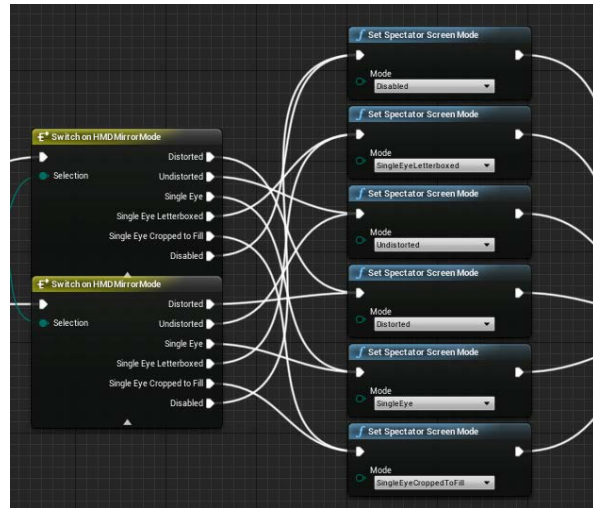 Switch on HMDMirrorMode
Distorted
Selection Undistorted
Single Eye
Single Eye Letterboxed
Single Eye Cropped to Fill
Disabled
Switch on HMDMirrorMode
Distorted
Selection Undistorted
Single Eye
Single Eye Letterboxed
Single Eye Cropped to Fill
Disabled
f Set Spectator Screen Mode
Mode
Disabled
f Set Spectator Screen Mode
Mode
SingleEyeLetterboxed
f Set Spectator Screen Mode
Mode
Undistorted
f Set Spectator Screen Mode
Mode
Distorted
f Set Spectator Screen Mode
Mode
SingleEye
f Set Spectator Screen Mode
Mode
SingleEyeCroppedToFill